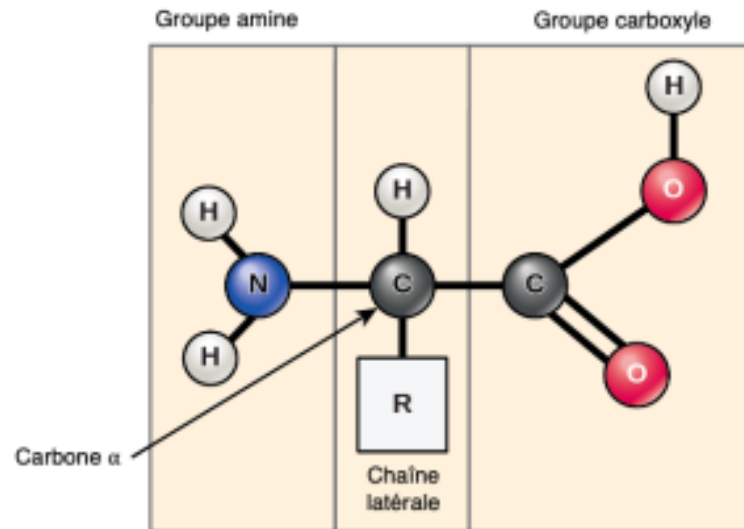 Groupe amine
Groupe carboxyle
H
H
H
O
N
C
C
H
O
R
Carbone α
Chaîne
latérale